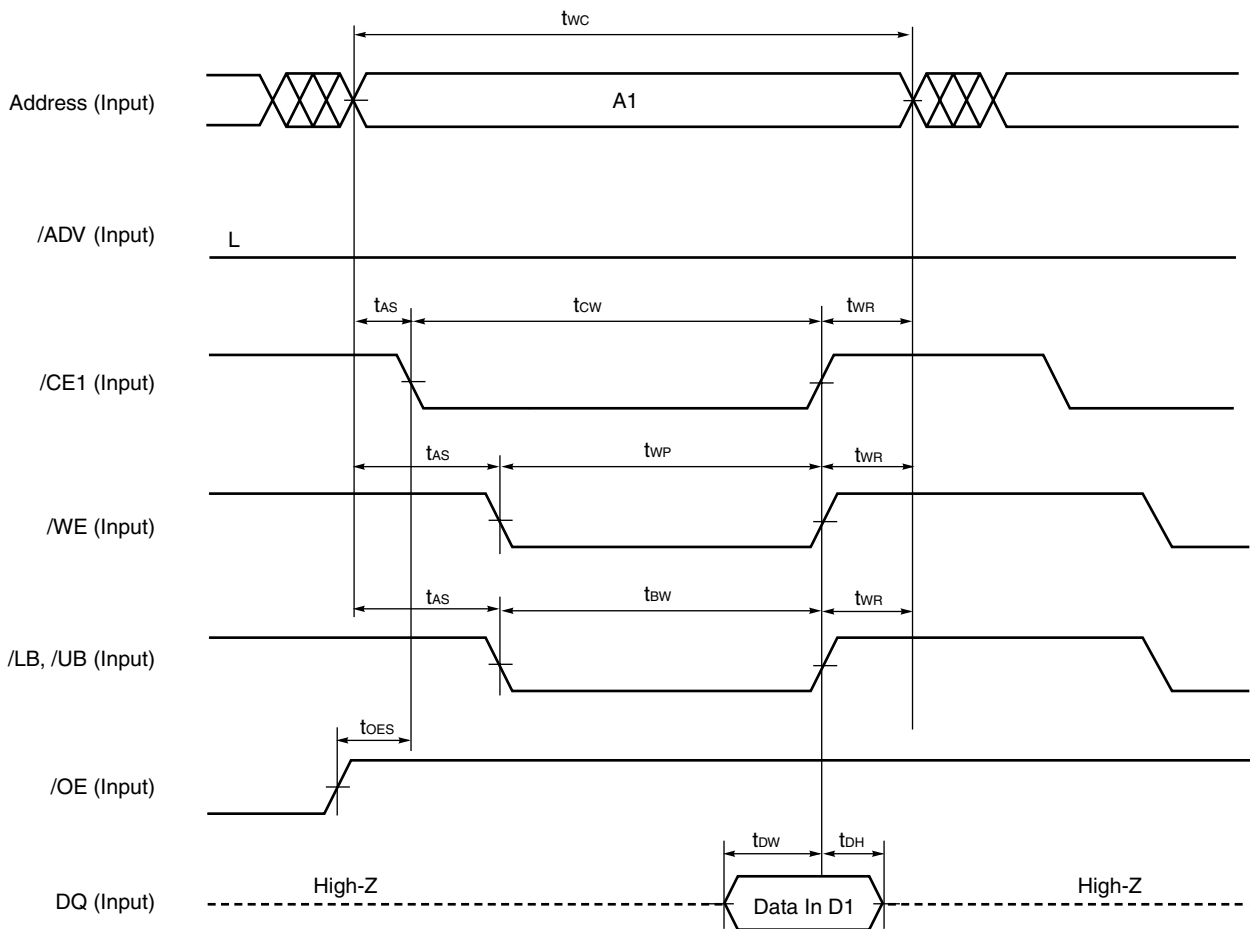 tWC
Address (Input)
A1
/ADV (Input)
L
tAS
tCW
tWR
/CE1 (Input)
tAS
tWP
tWR
/WE (Input)
tAS
tBW
tWR
/LB, /UB (Input)
tOES
/OE (Input)
tDW
tDH
High-Z
High-Z
DQ (Input)
Data In D1